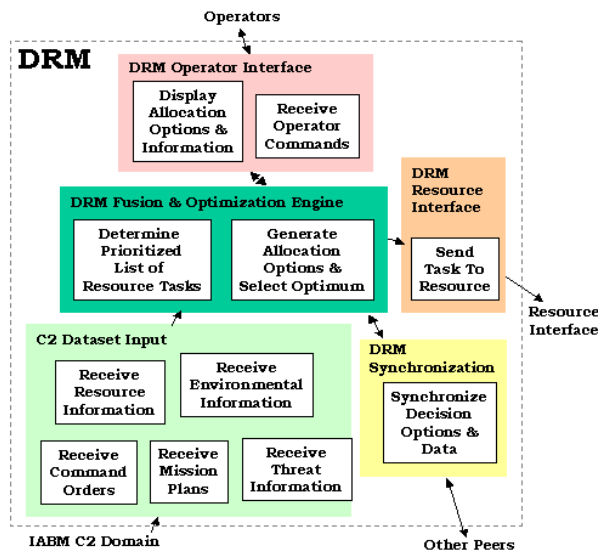 Operators
DRM
DRM Operator Interface
Display
Allocation
Options &
Information
Receive
Operator
Commands
DRM
Resource
Interface
Send
Task To
Resource
Resource
Interface
DRM Fusion & Optimization Engine
Determine
Prioritized
List of
Resource Tasks
Generate
Allocation
Options &
Select Optimum
C2 Dataset Input
Receive
Resource
Information
Receive
Environmental
Information
Receive
Command
Orders
Receive
Mission
Plans
Receive
Threat
Information
DRM
Synchronization
Synchronize
Decision
Options &
Data
IABM C2 Domain
Other Peers